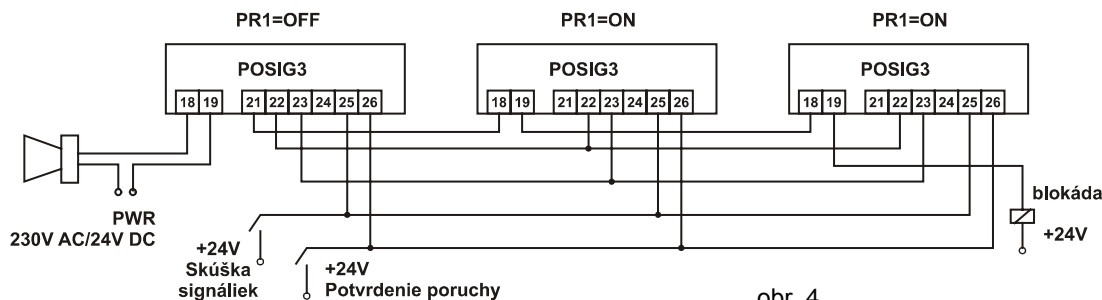 PR1=OFF PR1=ON PR1=ON
POSIG3 POSIG3 POSIG3
18 19 21 22 23 24 25 26 18 19 21 22 23 24 25 26 18 19 21 22 23 24 25 26
PWR
230V AC/24V DC
blokáda
+24V
+24V
Skúška
signáliek
+24V
Potvrdenie poruchy
obr. 4